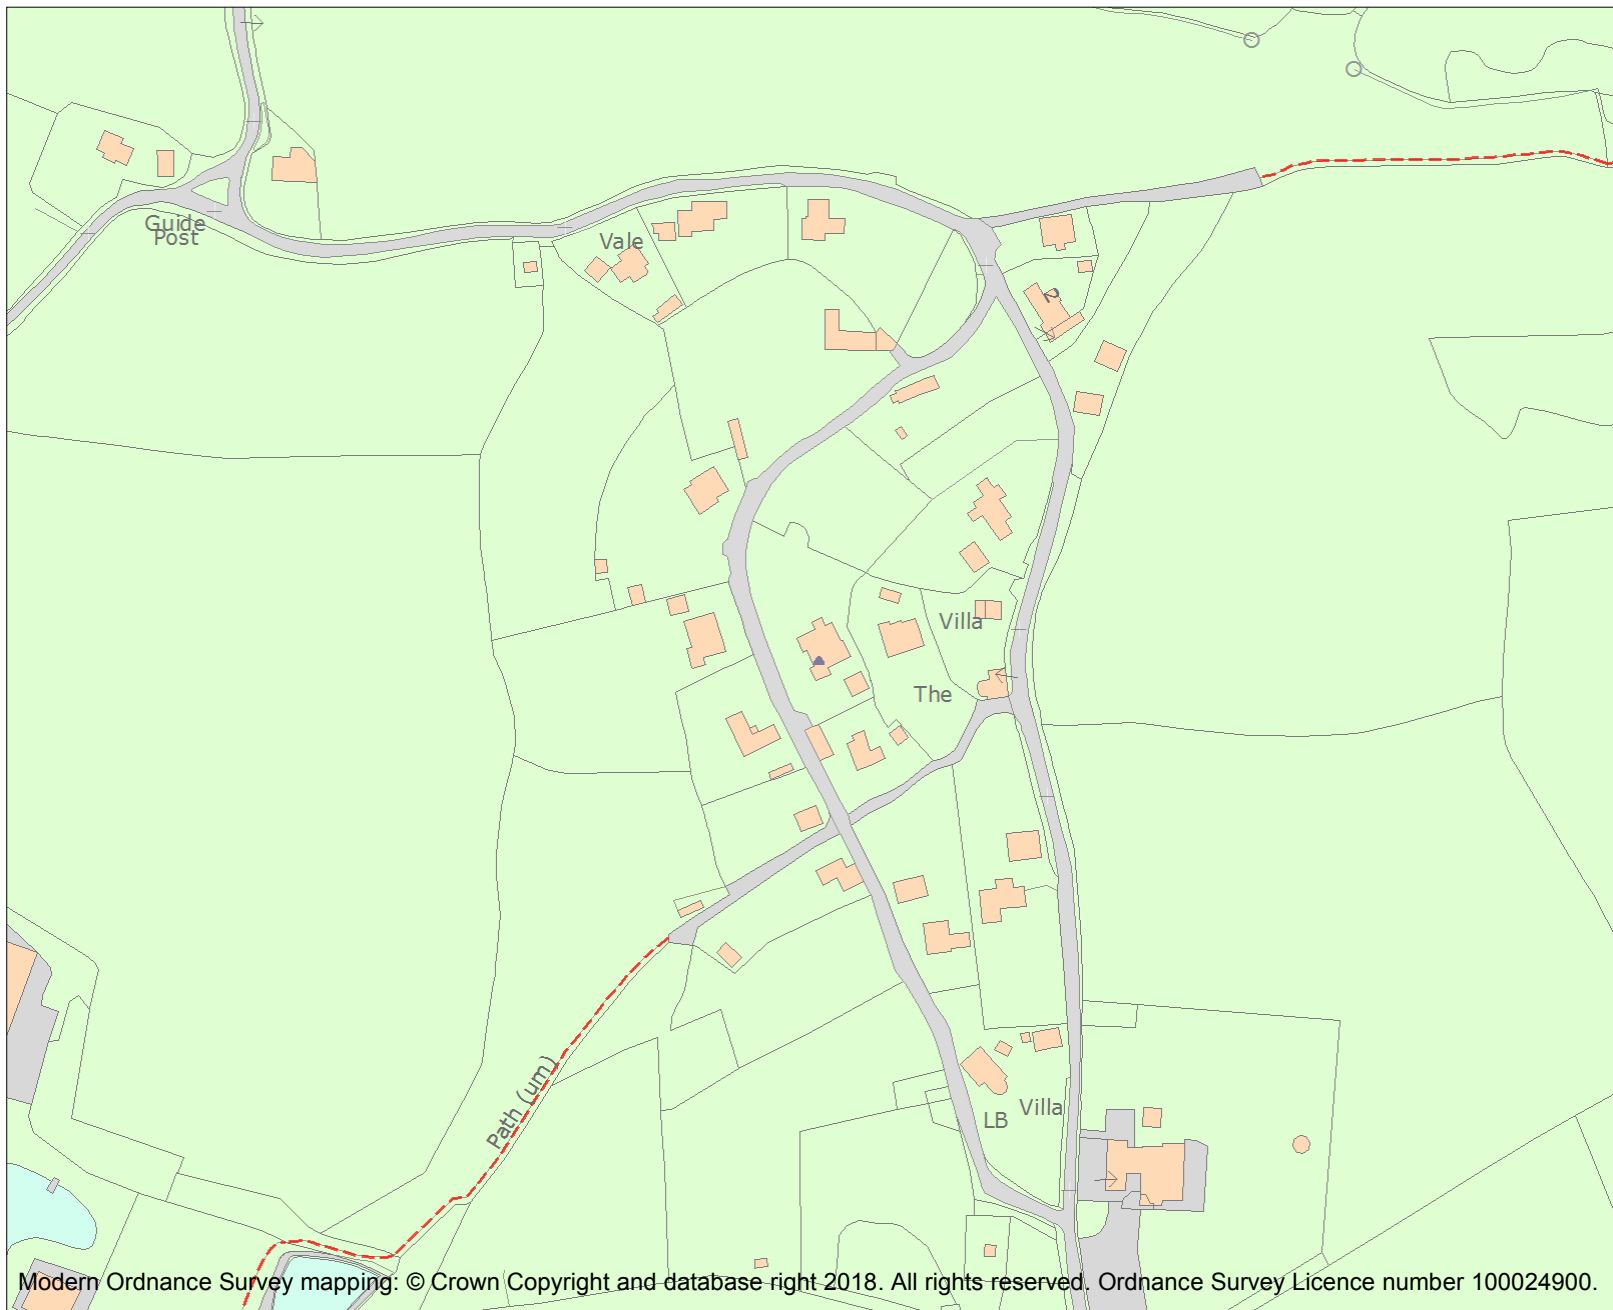 Guide
Post
Vale
2
Villa
The
Path (um)
Villa
LB
Modern Ordnance Survey mapping: © Crown Copyright and database right 2018. All rights reserved. Ordnance Survey Licence number 100024900.